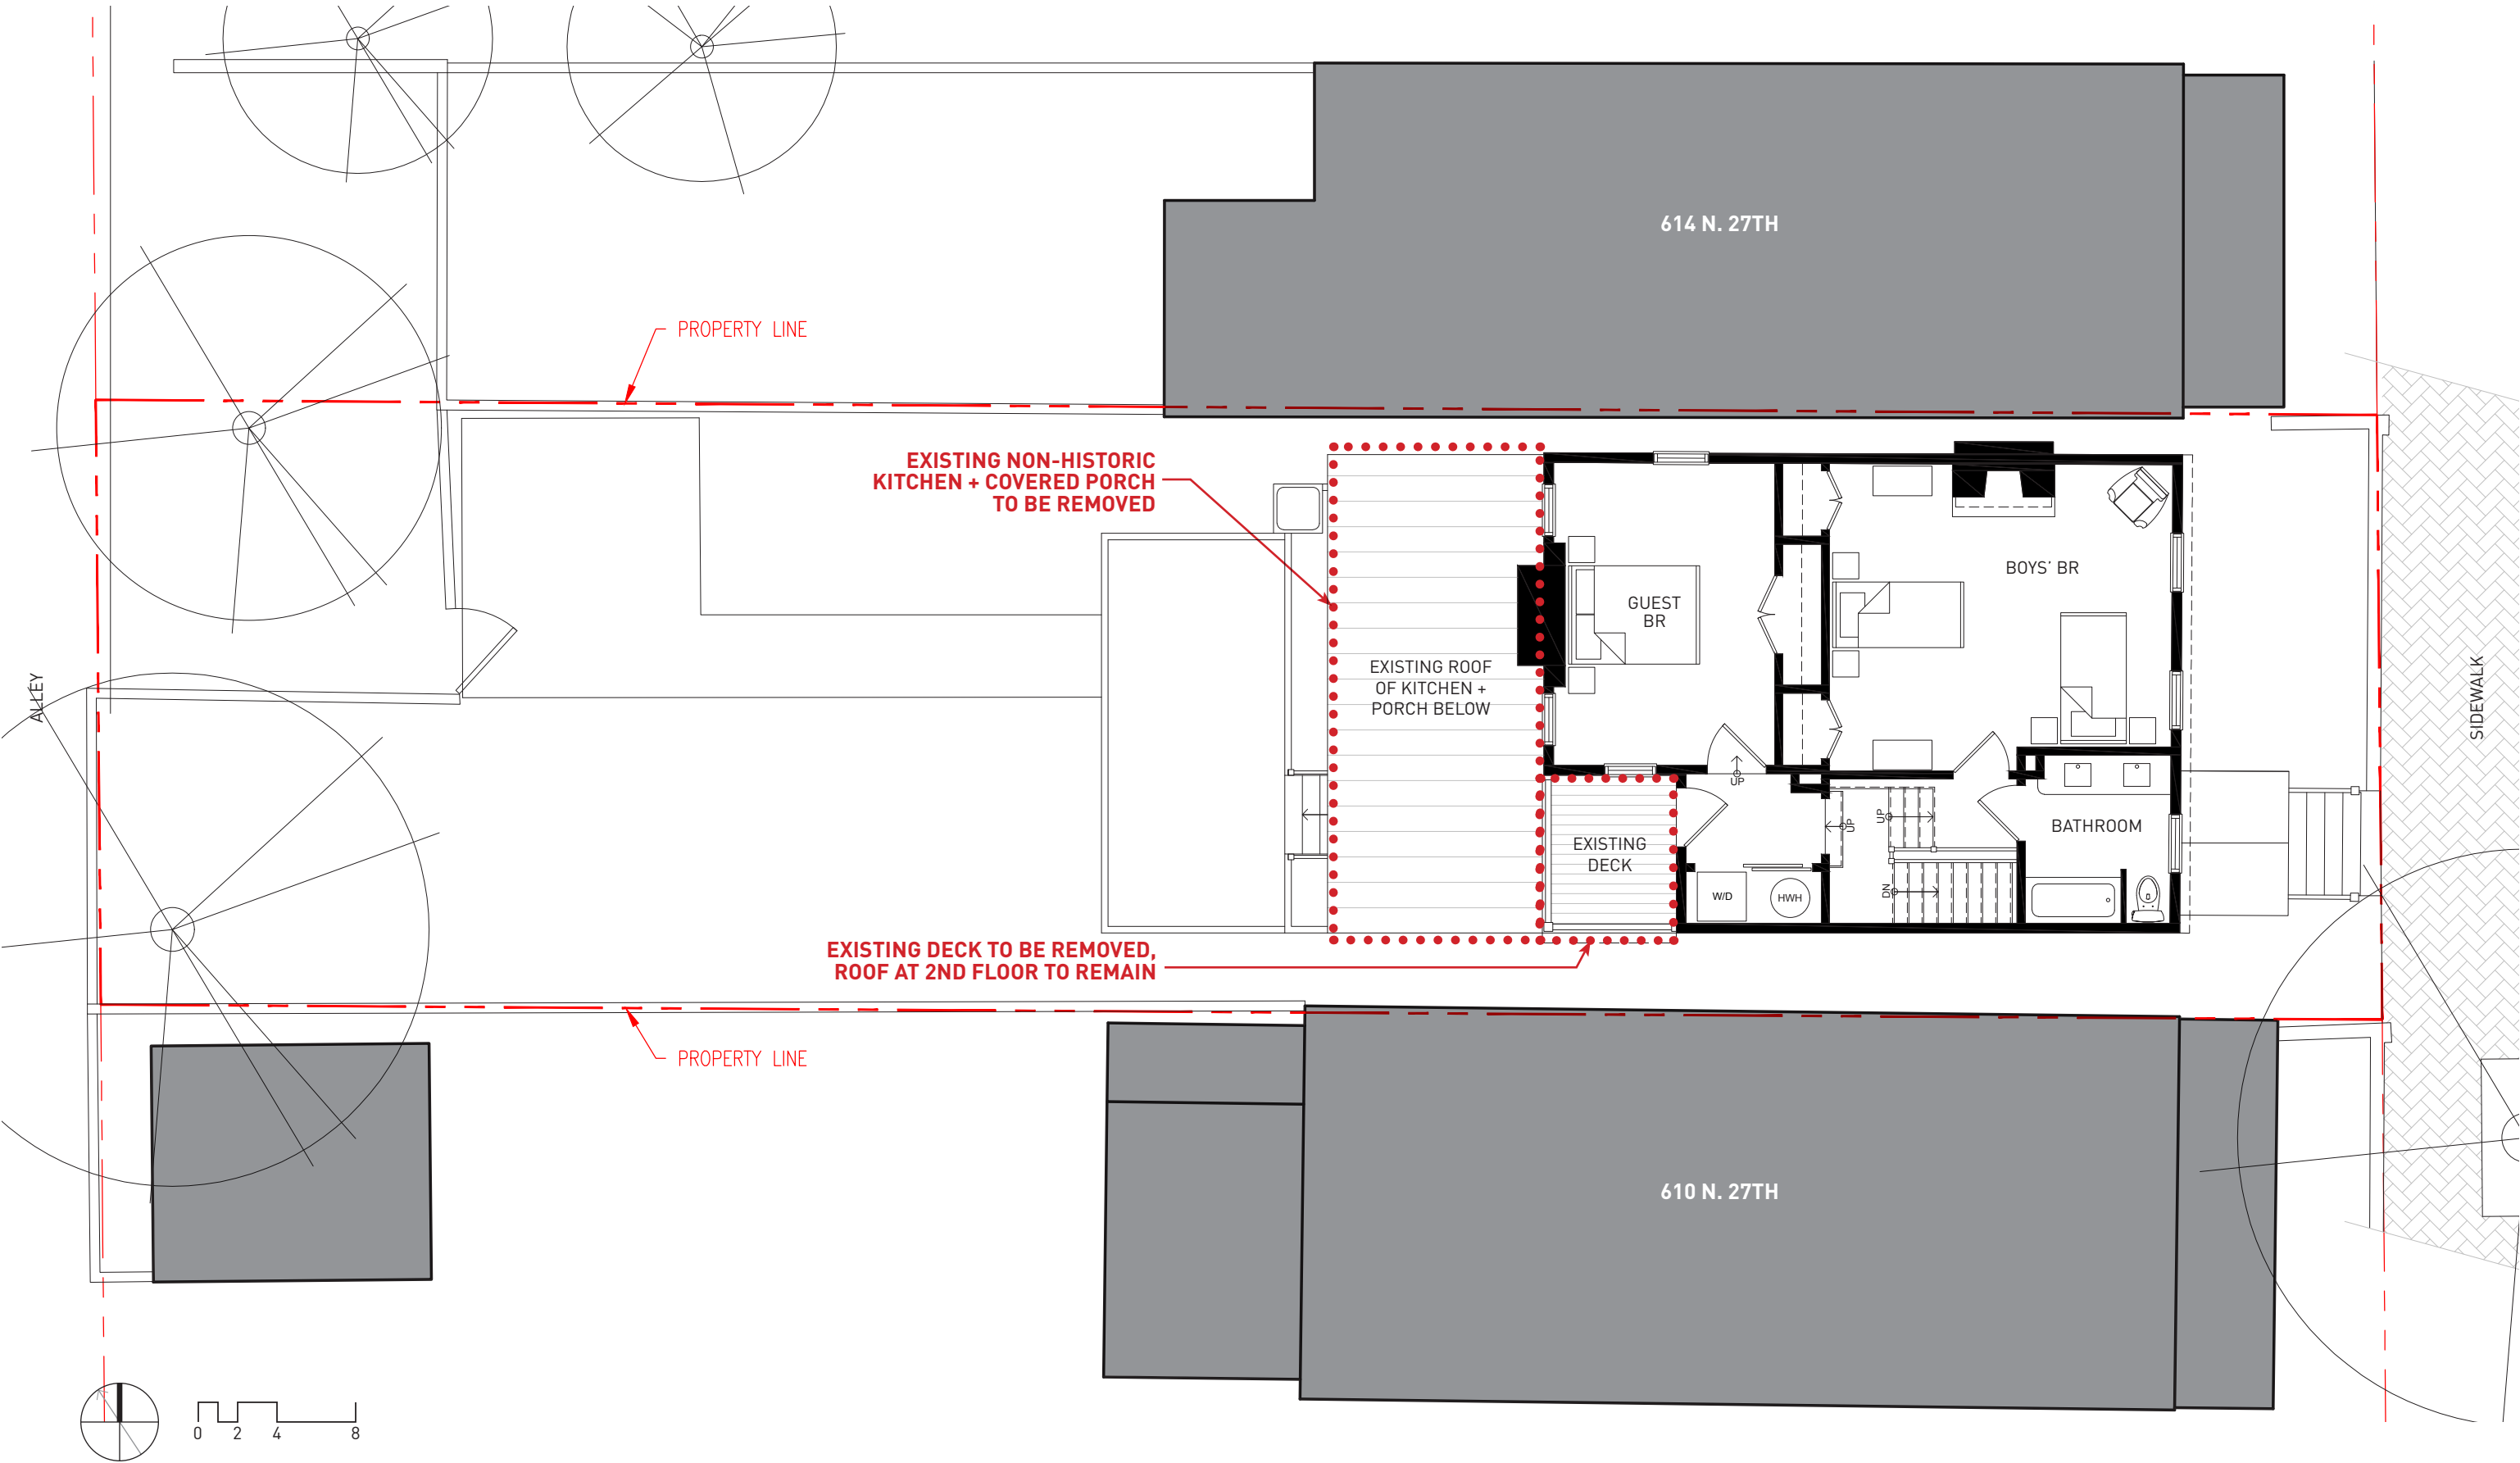 614 N. 27TH
PROPERTY LINE
EXISTING NON-HISTORIC
KITCHEN + COVERED PORCH
TO BE REMOVED
BOYS' BR
GUEST
BR
EXISTING ROOF
OF KITCHEN +
PORCH BELOW
ALLEY
SIDEWALK
UP
UP
UP
BATHROOM
EXISTING
DECK
W/D
HWH
DN
EXISTING DECK TO BE REMOVED,
ROOF AT 2ND FLOOR TO REMAIN
PROPERTY LINE
610 N. 27TH
0 2 4 8